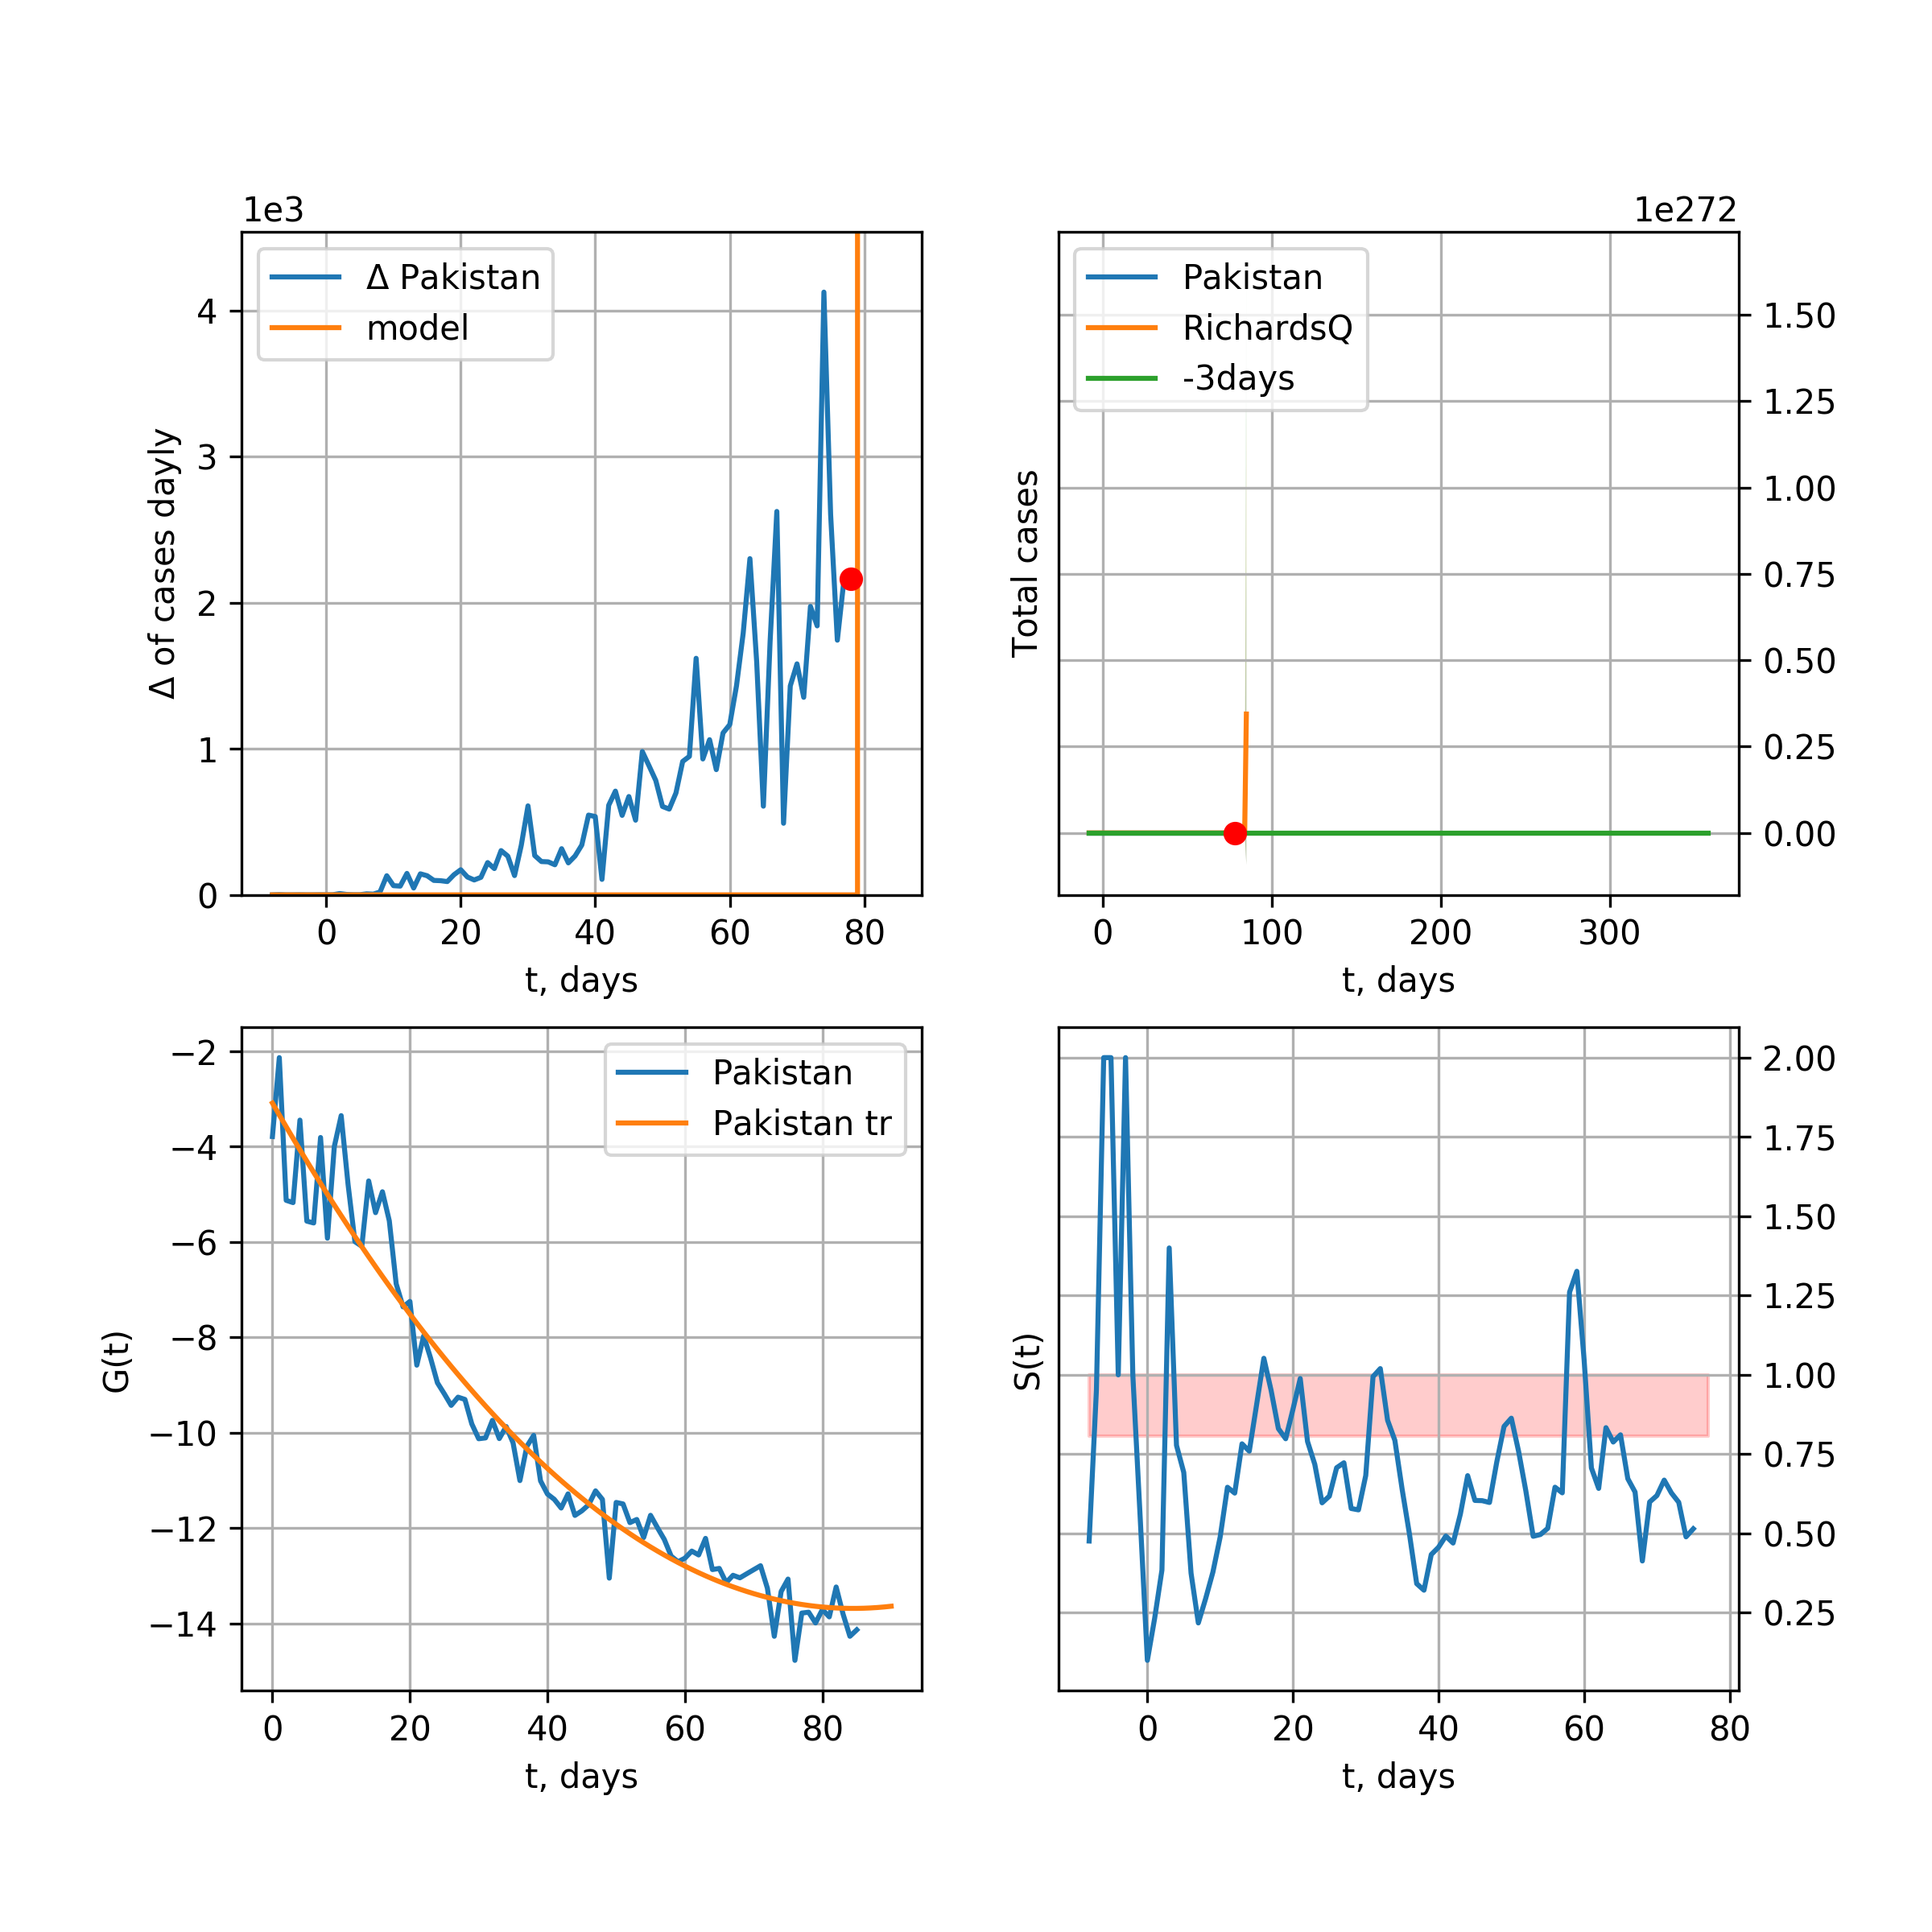 1e3
Δ Pakistan
model
4
3
2
1
0
Δ of cases dayly
0 20 40 60 80
t, days
1e272
Pakistan
RichardsQ
-3days
1.50
1.25
1.00
0.75
0.50
0.25
0.00
Total cases
0 100 200 300
t, days
Pakistan
Pakistan tr
−2
−4
−6
−8
−10
−12
−14
G(t)
0 20 40 60 80
t, days
2.00
1.75
1.50
1.25
1.00
0.75
0.50
0.25
S(t)
0 20 40 60 80
t, days